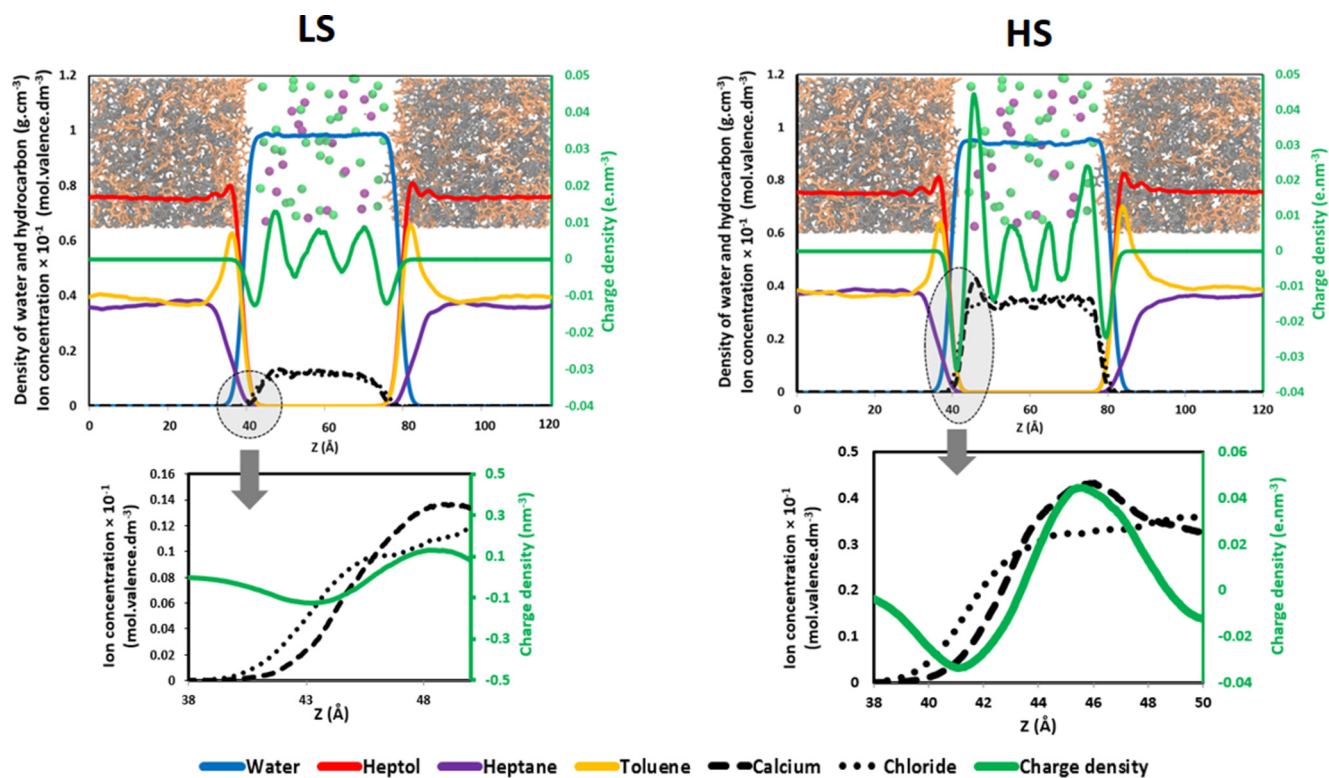 LS
HS
Density of water and hydrocarbon (g.cm⁻³)
Ion concentration × 10⁻¹ (mol.valence.dm⁻³)
1.2
1
0.8
0.6
0.4
0.2
0
0.05
0.04
0.03
0.02
0.01
0
-0.01
-0.02
-0.03
-0.04
Charge density (e.nm⁻³)
0 20 40 60 80 100 120
Z (Å)
Density of water and hydrocarbon (g.cm⁻³)
Ion concentration × 10⁻¹ (mol.valence.dm⁻³)
1.2
1
0.8
0.6
0.4
0.2
0
0.05
0.04
0.03
0.02
0.01
0
-0.01
-0.02
-0.03
-0.04
Charge density (e.nm⁻³)
0 20 40 60 80 100 120
Z (Å)
Ion concentration × 10⁻¹
(mol.valence.dm⁻³)
0.16
0.14
0.12
0.1
0.08
0.06
0.04
0.02
0
0.5
0.3
0.1
-0.1
-0.3
-0.5
Charge density (nm⁻³)
38 43 48
Z (Å)
Ion concentration × 10⁻¹
(mol.valence.dm⁻³)
0.5
0.4
0.3
0.2
0.1
0
0.06
0.04
0.02
0
-0.02
-0.04
Charge density (e.nm⁻³)
38 40 42 44 46 48 50
Z (Å)
Water Heptol Heptane Toluene Calcium Chloride Charge density